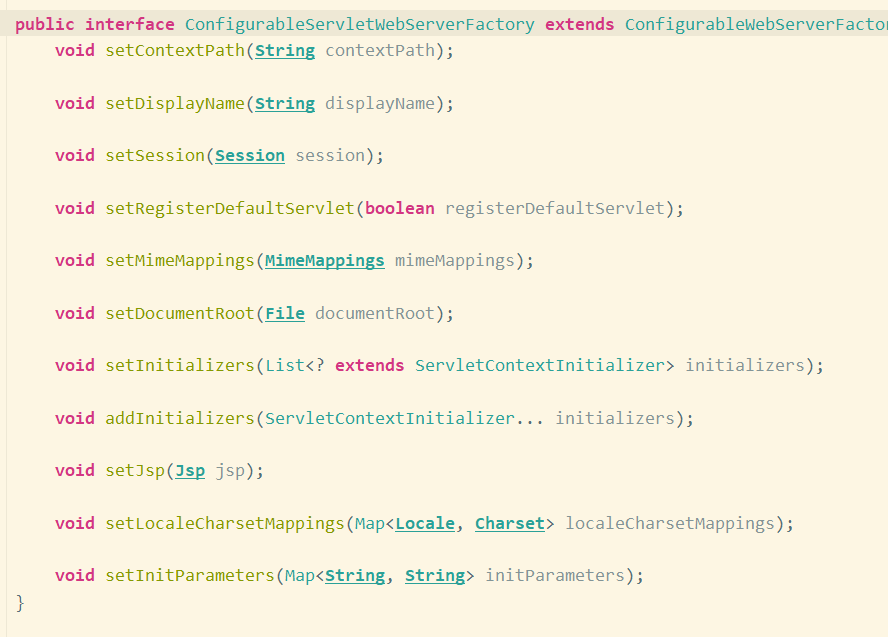 public interface ConfigurableServletWebServerFactory extends ConfigurableWebServerFacto
void setContextPath(String contextPath);
void setDisplayName(String displayName);
void setSession(Session session);
void setRegisterDefaultServlet(boolean registerDefaultServlet);
void setMimeMappings(MimeMappings mimeMappings);
void setDocumentRoot(File documentRoot);
void setInitializers(List<? extends ServletContextInitializer> initializers);
void addInitializers(ServletContextInitializer... initializers);
void setJsp(Jsp jsp);
void setLocaleCharsetMappings(Map<Locale, Charset> localeCharsetMappings);
void setInitParameters(Map<String, String> initParameters);
}